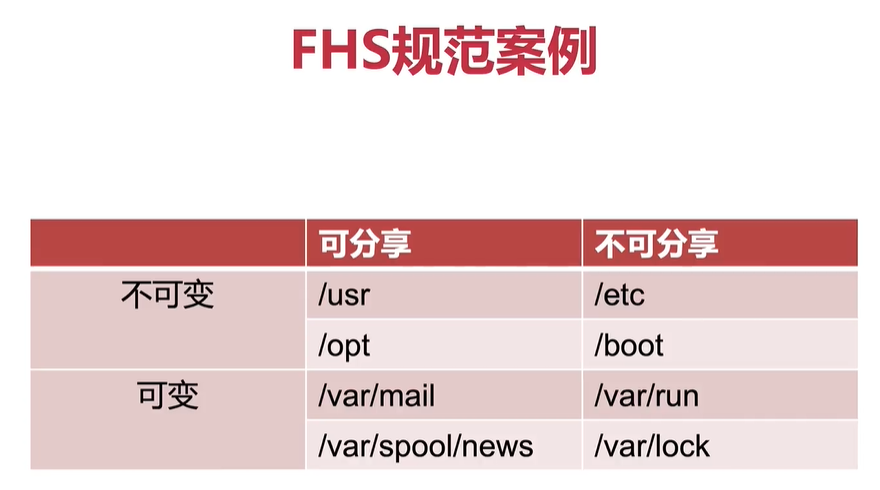 FHS规范案例
可分享 不可分享
不可变 /usr /etc
/opt /boot
可变 /var/mail /var/run
/var/spool/news /var/lock